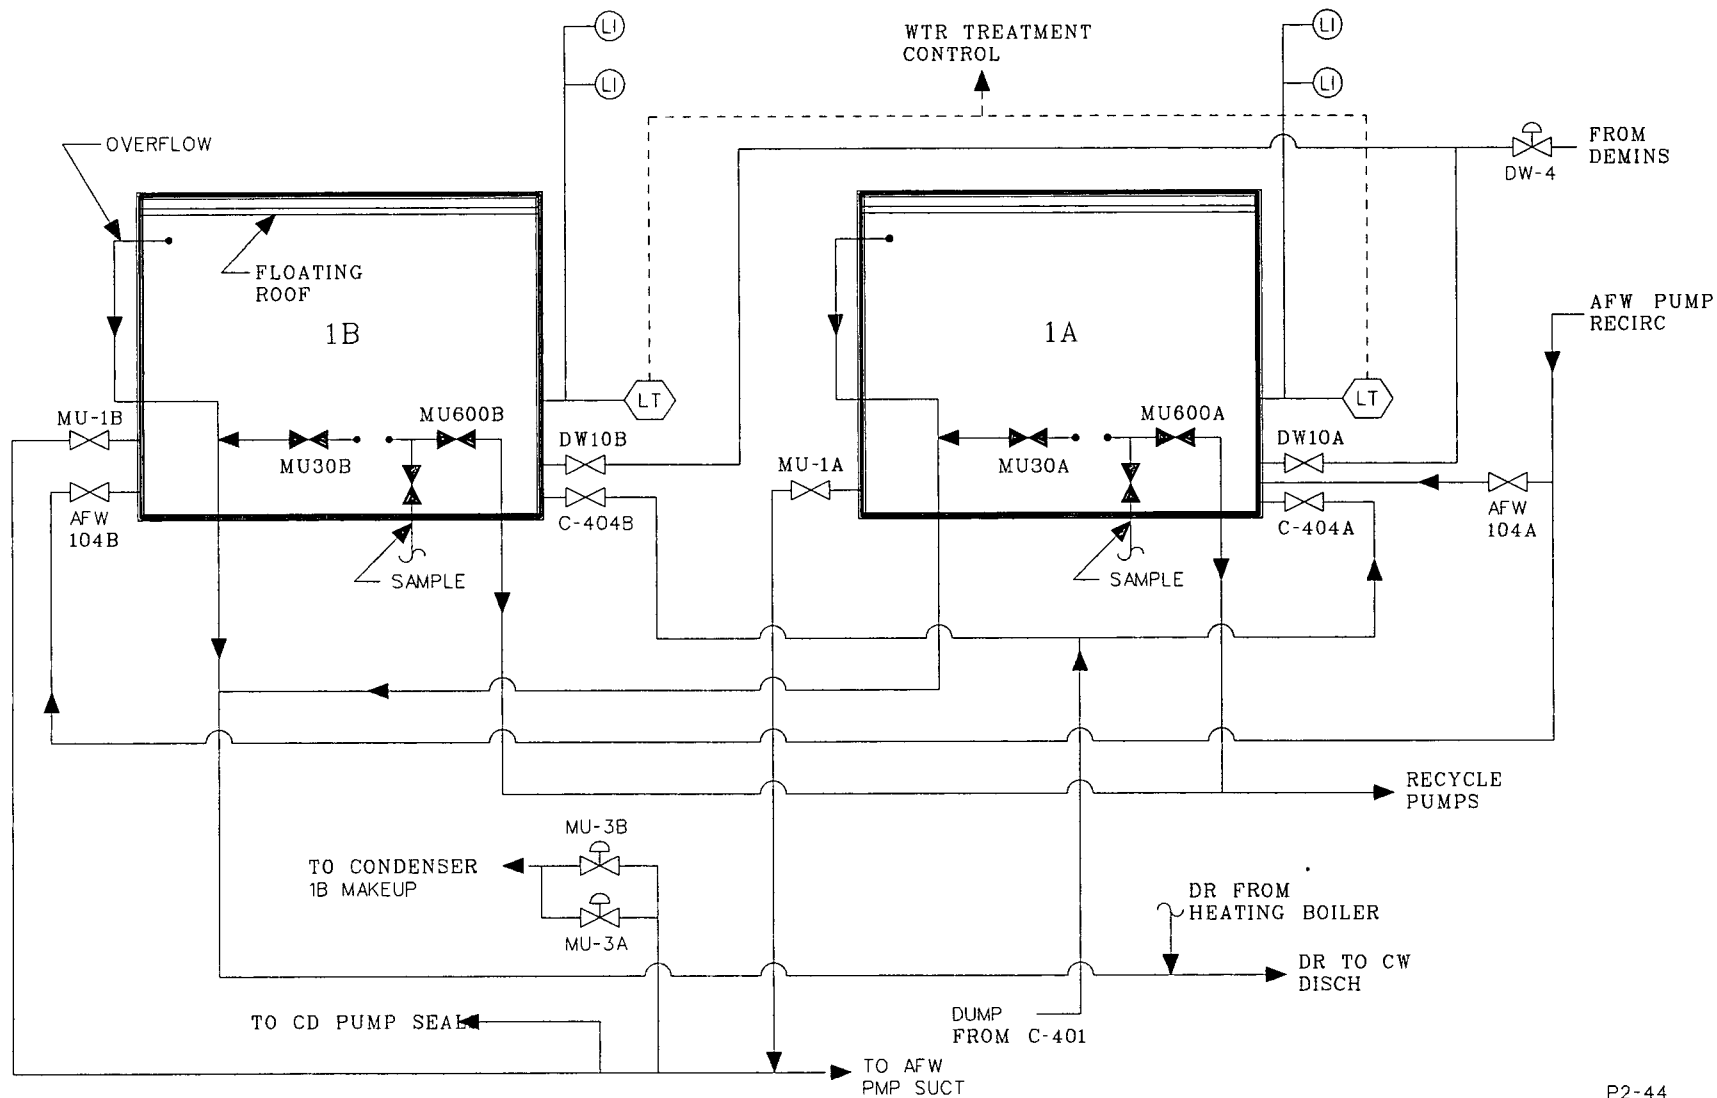 LI
LI
WTR TREATMENT
CONTROL
LI
LI
OVERFLOW
FROM
DEMINS
DW-4
FLOATING
ROOF
1B
1A
AFW PUMP
RECIRC
LT
LT
MU-1B
MU600B
MU600A
DW10B
DW10A
MU30B
MU30A
MU-1A
AFW
104B
C-404B
C-404A
AFW
104A
SAMPLE
SAMPLE
RECYCLE
PUMPS
MU-3B
TO CONDENSER
1B MAKEUP
MU-3A
DR FROM
HEATING BOILER
DR TO CW
DISCH
TO CD PUMP SEALS
DUMP
FROM C-401
TO AFW
PMP SUCT
P2-44